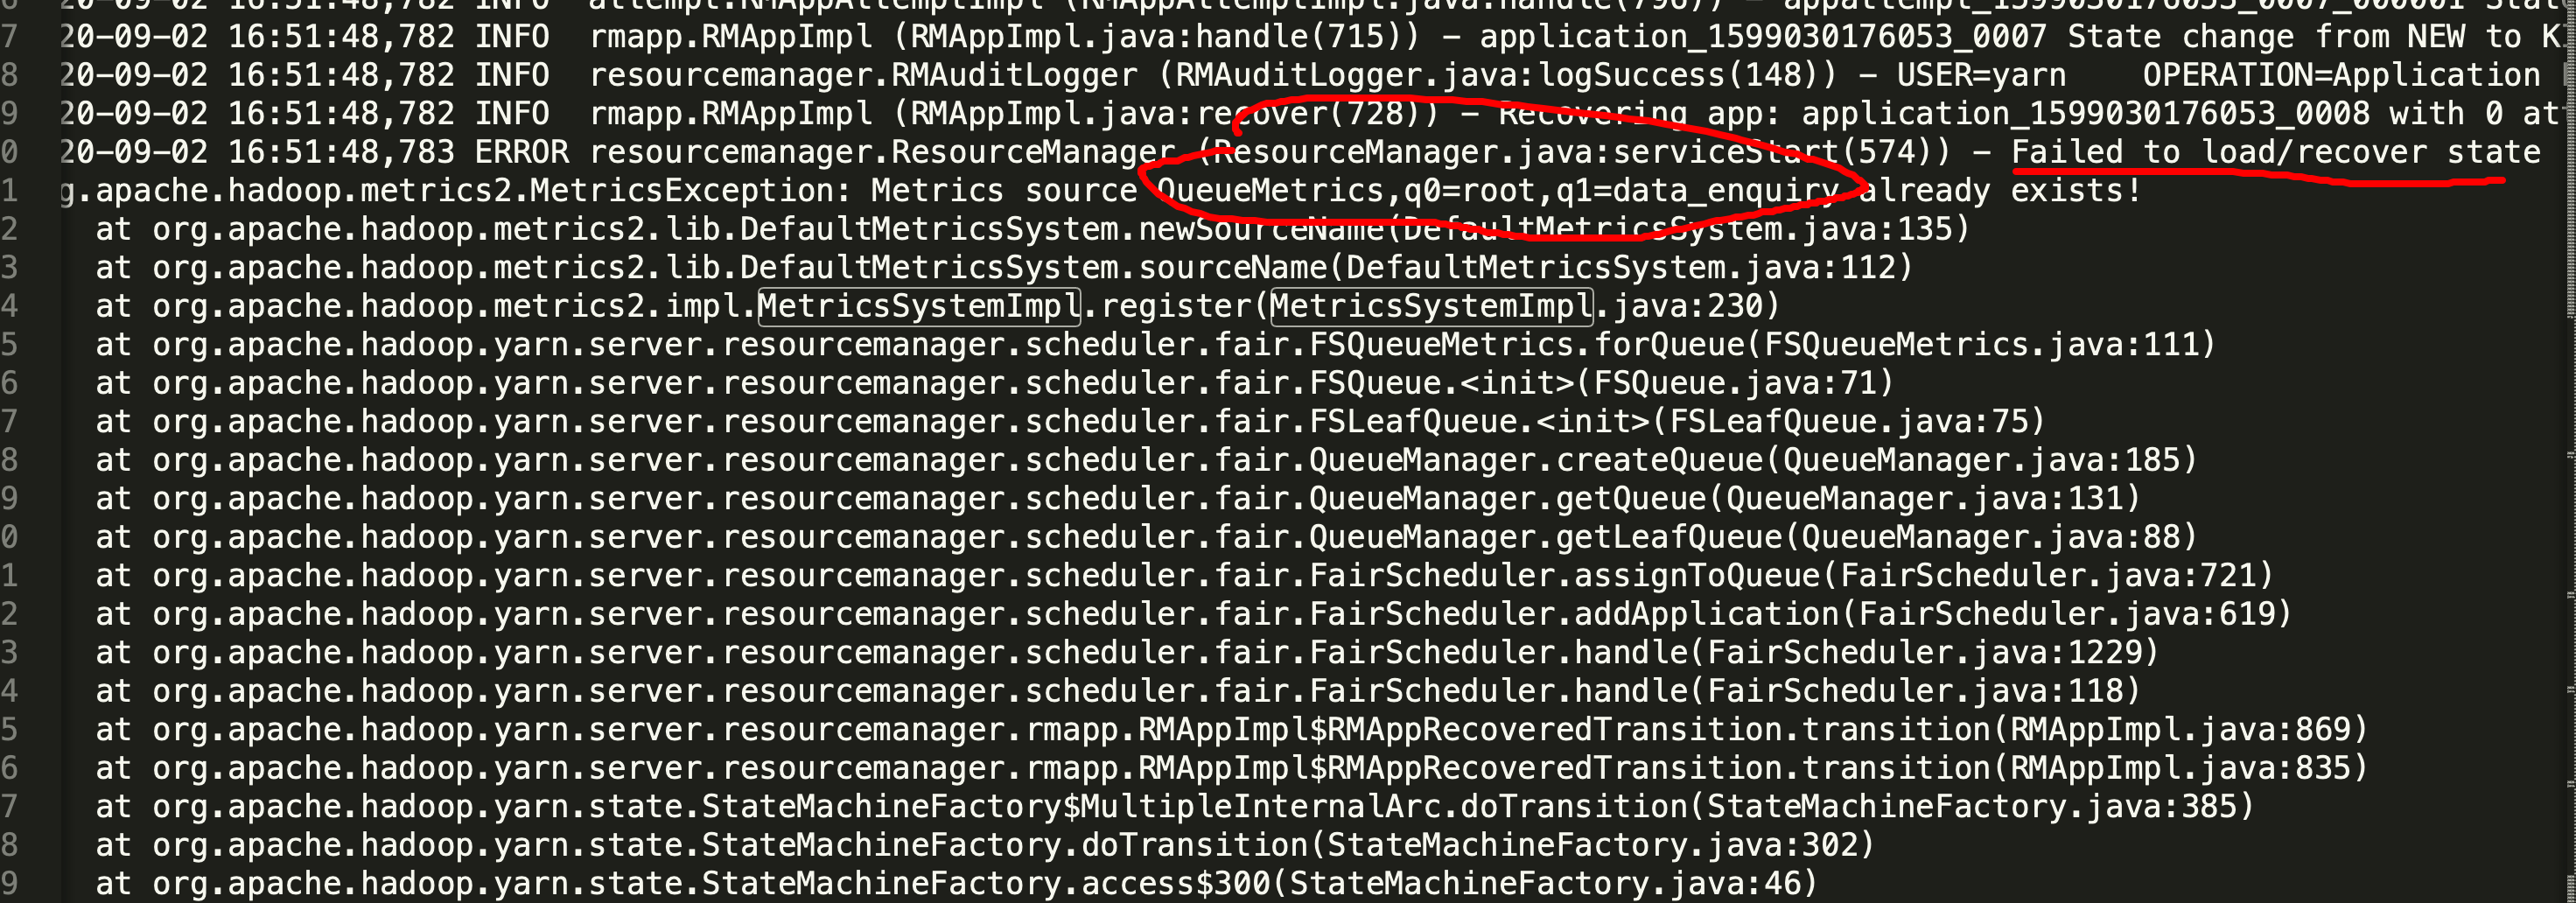 6 20-09-02 16:51:48,782 INFO  attempt.RMAppAttemptImpl (RMAppAttemptImpl.java:handle(796)) - appattempt_1599030176053_0007_000001 State
7 20-09-02 16:51:48,782 INFO  rmapp.RMAppImpl (RMAppImpl.java:handle(715)) - application_1599030176053_0007 State change from NEW to K
8 20-09-02 16:51:48,782 INFO  resourcemanager.RMAuditLogger (RMAuditLogger.java:logSuccess(148)) - USER=yarn    OPERATION=Application
9 20-09-02 16:51:48,782 INFO  rmapp.RMAppImpl (RMAppImpl.java:recover(728)) - Recovering app: application_1599030176053_0008 with 0 at
0 20-09-02 16:51:48,783 ERROR resourcemanager.ResourceManager (ResourceManager.java:serviceStart(574)) - Failed to load/recover state
1 g.apache.hadoop.metrics2.MetricsException: Metrics source QueueMetrics,q0=root,q1=data_enquiry already exists!
2 at org.apache.hadoop.metrics2.lib.DefaultMetricsSystem.newSourceName(DefaultMetricsSystem.java:135)
3 at org.apache.hadoop.metrics2.lib.DefaultMetricsSystem.sourceName(DefaultMetricsSystem.java:112)
4 at org.apache.hadoop.metrics2.impl.MetricsSystemImpl.register(MetricsSystemImpl.java:230)
5 at org.apache.hadoop.yarn.server.resourcemanager.scheduler.fair.FSQueueMetrics.forQueue(FSQueueMetrics.java:111)
6 at org.apache.hadoop.yarn.server.resourcemanager.scheduler.fair.FSQueue.<init>(FSQueue.java:71)
7 at org.apache.hadoop.yarn.server.resourcemanager.scheduler.fair.FSLeafQueue.<init>(FSLeafQueue.java:75)
8 at org.apache.hadoop.yarn.server.resourcemanager.scheduler.fair.QueueManager.createQueue(QueueManager.java:185)
9 at org.apache.hadoop.yarn.server.resourcemanager.scheduler.fair.QueueManager.getQueue(QueueManager.java:131)
0 at org.apache.hadoop.yarn.server.resourcemanager.scheduler.fair.QueueManager.getLeafQueue(QueueManager.java:88)
1 at org.apache.hadoop.yarn.server.resourcemanager.scheduler.fair.FairScheduler.assignToQueue(FairScheduler.java:721)
2 at org.apache.hadoop.yarn.server.resourcemanager.scheduler.fair.FairScheduler.addApplication(FairScheduler.java:619)
3 at org.apache.hadoop.yarn.server.resourcemanager.scheduler.fair.FairScheduler.handle(FairScheduler.java:1229)
4 at org.apache.hadoop.yarn.server.resourcemanager.scheduler.fair.FairScheduler.handle(FairScheduler.java:118)
5 at org.apache.hadoop.yarn.server.resourcemanager.rmapp.RMAppImpl$RMAppRecoveredTransition.transition(RMAppImpl.java:869)
6 at org.apache.hadoop.yarn.server.resourcemanager.rmapp.RMAppImpl$RMAppRecoveredTransition.transition(RMAppImpl.java:835)
7 at org.apache.hadoop.yarn.state.StateMachineFactory$MultipleInternalArc.doTransition(StateMachineFactory.java:385)
8 at org.apache.hadoop.yarn.state.StateMachineFactory.doTransition(StateMachineFactory.java:302)
9 at org.apache.hadoop.yarn.state.StateMachineFactory.access$300(StateMachineFactory.java:46)